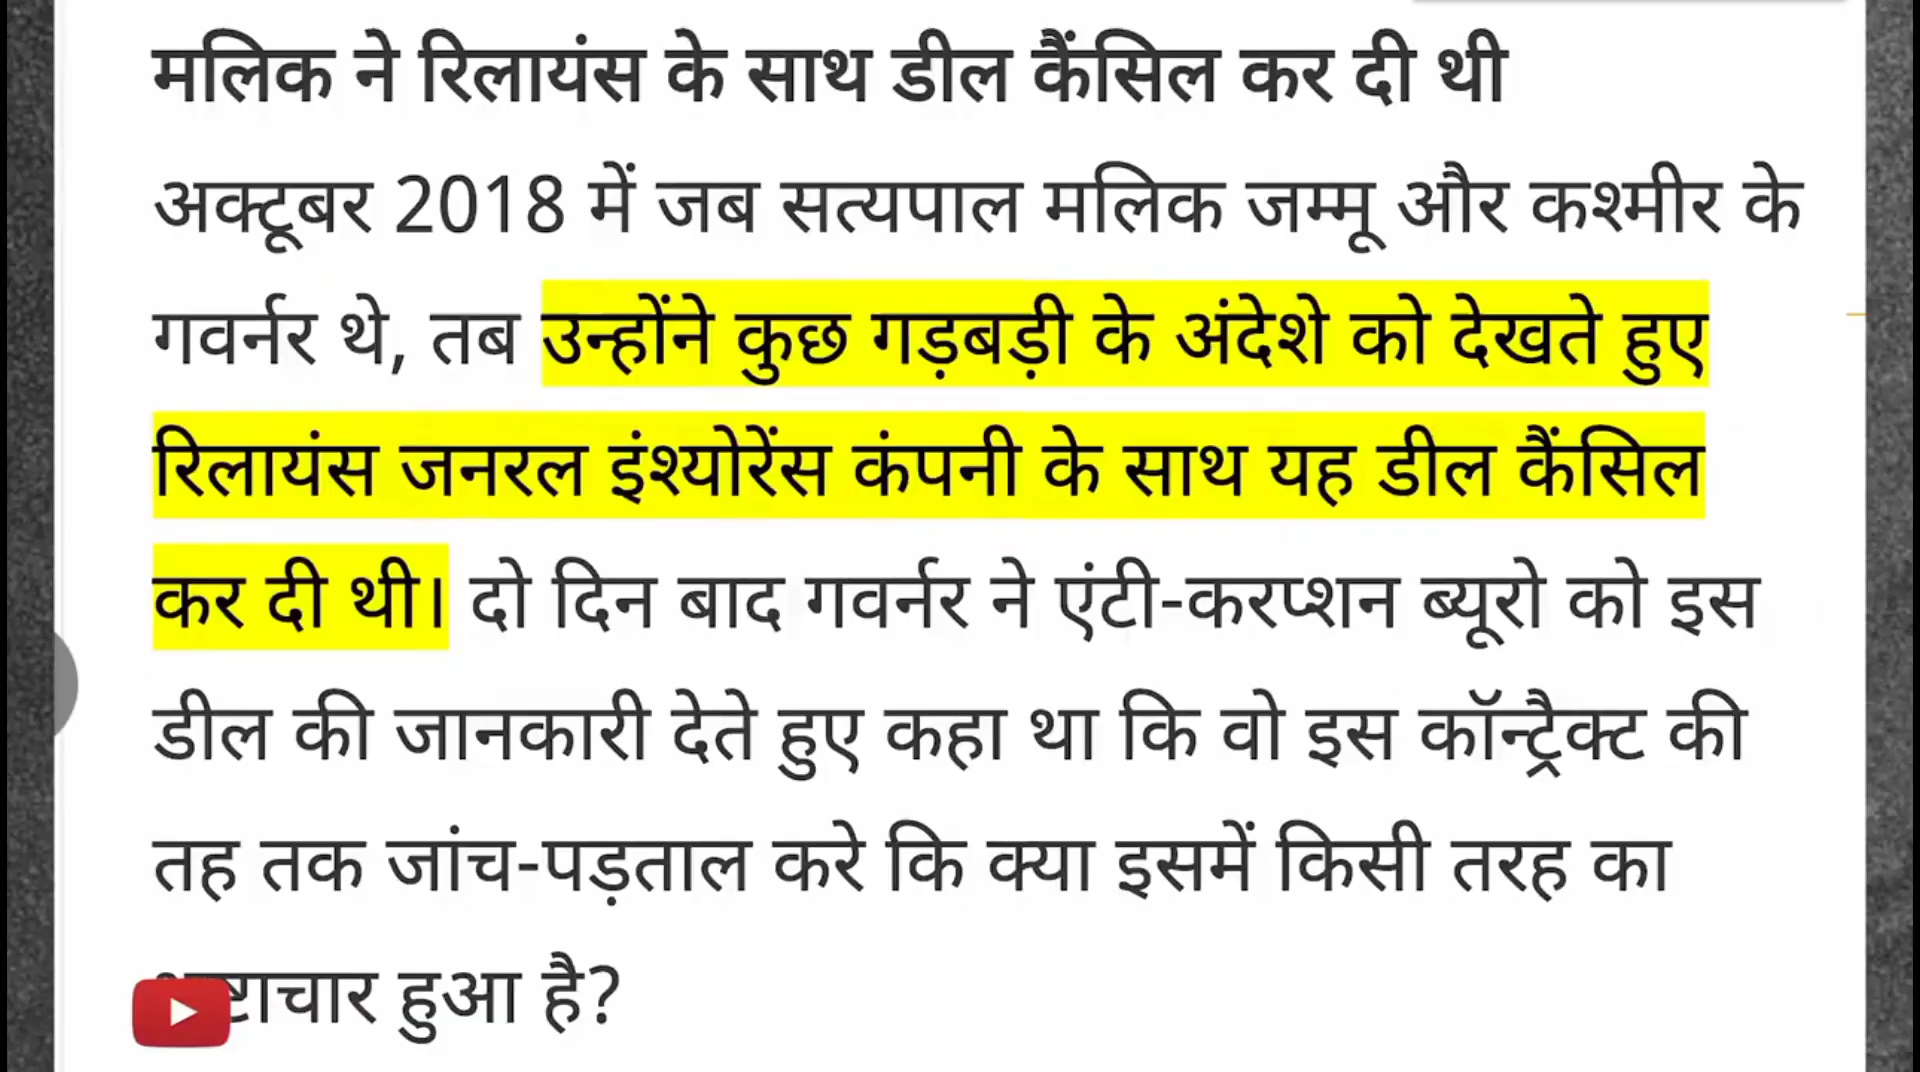 मलिक ने रिलायंस के साथ डील कैंसिल कर दी थी
अक्टूबर 2018 में जब सत्यपाल मलिक जम्मू और कश्मीर के
गवर्नर थे, तब उन्होंने कुछ गड़बड़ी के अंदेशे को देखते हुए
रिलायंस जनरल इंश्योरेंस कंपनी के साथ यह डील कैंसिल
कर दी थी। दो दिन बाद गवर्नर ने एंटी-करप्शन ब्यूरो को इस
डील की जानकारी देते हुए कहा था कि वो इस कॉन्ट्रैक्ट की
तह तक जांच-पड़ताल करे कि क्या इसमें किसी तरह का
हुआ है?